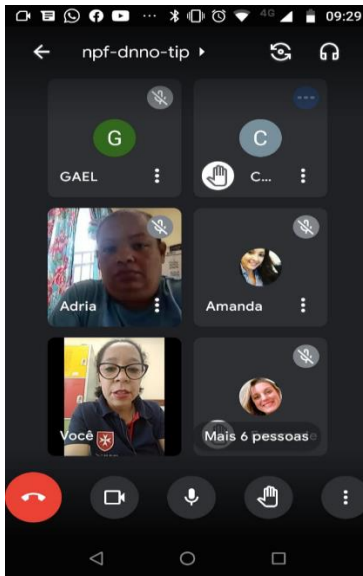 4G 09:29
npf-dnno-tip
G
C
GAEL
C...
Adria
Amanda
Você
Mais 6 pessoas